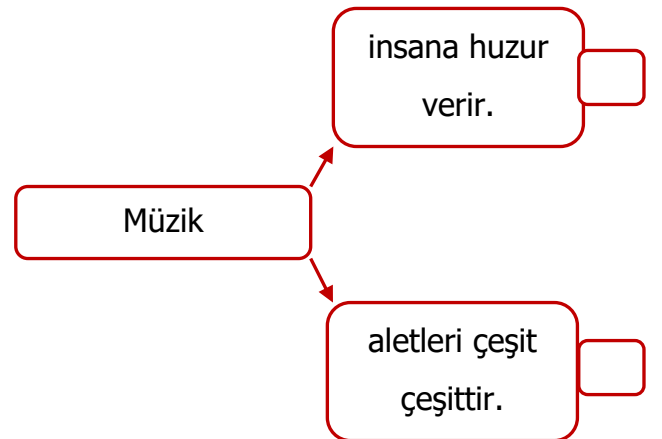 insana huzur
verir.
Müzik
aletleri çeşit
çeşittir.